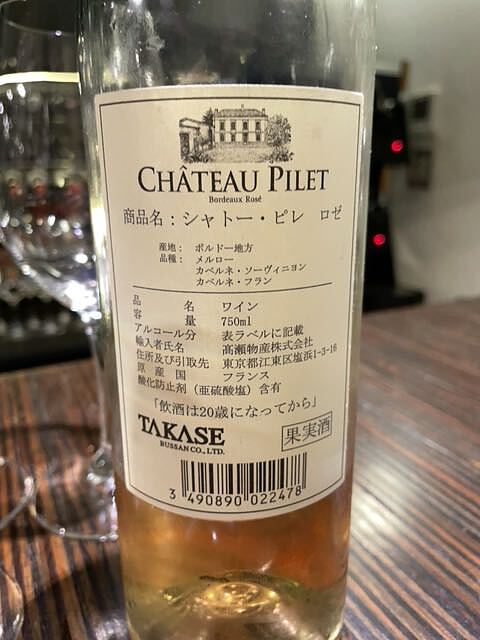 CHÂTEAU PILET
Bordeaux Rosé
商品名：シャトー・ピレ　ロゼ
産地：　ボルドー地方
品種：　メルロー
カベルネ・ソーヴィニヨン
カベルネ・フラン
品名　ワイン
容量　750ml
アルコール分　表ラベルに記載
輸入者氏名　髙瀬物産株式会社
住所及び引取先　東京都江東区塩浜1-3-16
原産国　フランス
酸化防止剤（亜硫酸塩）含有
「飲酒は20歳になってから」
TAKASE
BUSSAN CO., LTD.
果実酒
3 490890 022478